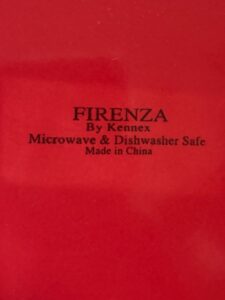 FIRENZA
By Kennex
Microwave & Dishwasher Safe
Made in China